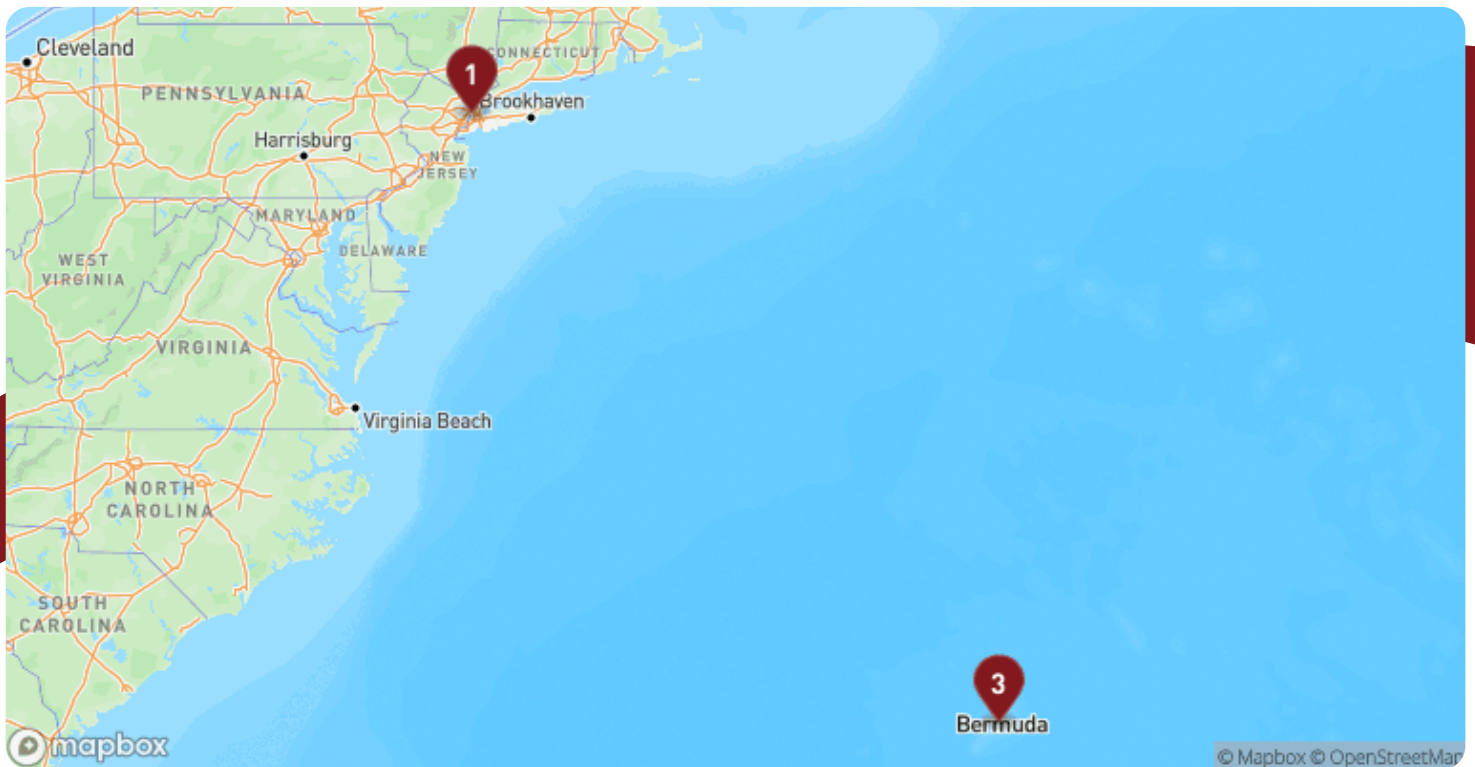 Cleveland
CONNECTICUT
1
PENNSYLVANIA
Brookhaven
Harrisburg
NEW
JERSEY
MARYLAND
DELAWARE
WEST
VIRGINIA
VIRGINIA
Virginia Beach
NORTH
CAROLINA
SOUTH
CAROLINA
3
Bermuda
mapbox
© Mapbox © OpenStreetMap